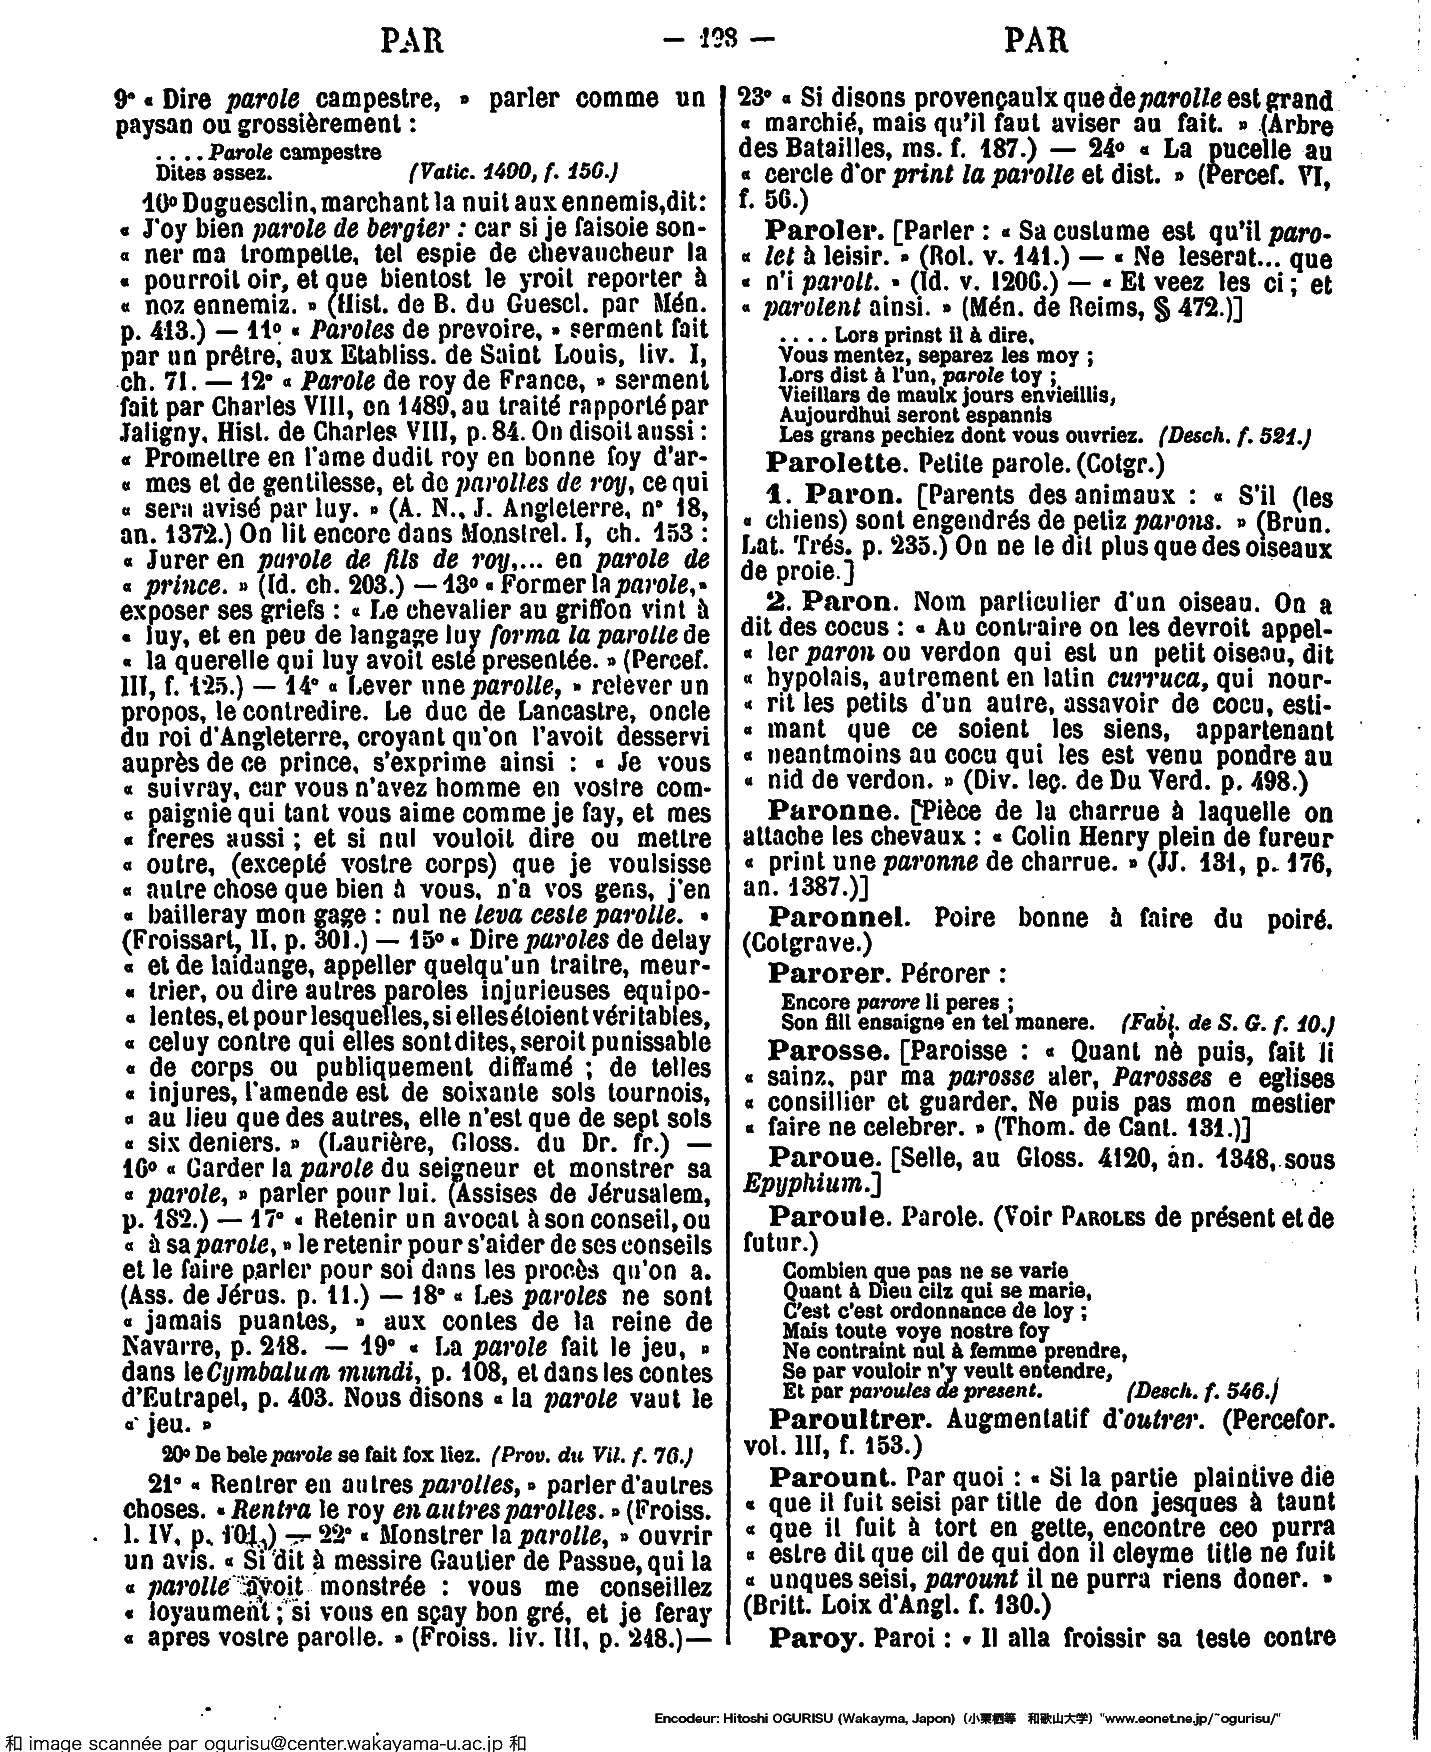 PAR — 198 — PAR
9° « Dire parole campestre, » parler comme un
paysan ou grossièrement :
. . . . Parole campestre
Dites assez. (Vatic. 1490, f. 156.)
10° Duguesclin, marchant la nuit aux ennemis, dit:
« J'oy bien parole de bergier : car si je faisoie son-
« ner ma trompette, tel espie de chevaucheur la
« pourroit oir, et que bientost le yroit reporter à
« noz ennemiz. » (Hist. de B. du Guescl. par Mén.
p. 413.) — 11° « Paroles de prevoire, » serment fait
par un prêtre, aux Etabliss. de Saint Louis, liv. I,
ch. 71. — 12° « Parole de roy de France, » serment
fait par Charles VIII, en 1489, au traité rapporté par
Jaligny, Hist. de Charles VIII, p. 84. On disoit aussi :
« Promettre en l'ame dudit roy en bonne foy d'ar-
« mes et de gentilesse, et de parolles de roy, ce qui
« sera avisé par luy. » (A. N., J. Angleterre, n° 18,
an. 1372.) On lit encore dans Monstrel. I, ch. 153 :
« Jurer en parole de fils de roy,... en parole de
« prince. » (Id. ch. 203.) — 13° « Former la parole, »
exposer ses griefs : « Le chevalier au griffon vint à
« luy, et en peu de langage luy forma la parolle de
« la querelle qui luy avoit esté presentée. » (Percef.
III, f. 125.) — 14° « Lever une parolle, » relever un
propos, le contredire. Le duc de Lancastre, oncle
du roi d'Angleterre, croyant qu'on l'avoit desservi
auprès de ce prince, s'exprime ainsi : « Je vous
« suivray, car vous n'avez homme en vostre com-
« paignie qui tant vous aime comme je fay, et mes
« freres aussi ; et si nul vouloit dire ou mettre
« outre, (excepté vostre corps) que je voulsisse
« autre chose que bien à vous, n'a vos gens, j'en
« bailleray mon gage : nul ne leva ceste parolle. »
(Froissart, II, p. 301.) — 15° « Dire paroles de delay
« et de laidange, appeller quelqu'un traitre, meur-
« trier, ou dire autres paroles injurieuses equipo-
« lentes, et pour lesquelles, si elles étoient véritables,
« celuy contre qui elles sont dites, seroit punissable
« de corps ou publiquement diffamé ; de telles
« injures, l'amende est de soixante sols tournois,
« au lieu que des autres, elle n'est que de sept sols
« six deniers. » (Laurière, Gloss. du Dr. fr.) —
16° « Garder la parole du seigneur et monstrer sa
« parole, » parler pour lui. (Assises de Jérusalem,
p. 182.) — 17° « Retenir un avocat à son conseil, ou
« à sa parole, » le retenir pour s'aider de ses conseils
et le faire parler pour soi dans les procès qu'on a.
(Ass. de Jérus. p. 11.) — 18° « Les paroles ne sont
« jamais puantes, » aux contes de la reine de
Navarre, p. 248. — 19° « La parole fait le jeu, »
dans le Cymbalum mundi, p. 108, et dans les contes
d'Eutrapel, p. 403. Nous disons « la parole vaut le
« jeu. »
20° De bele parole se fait fox liez. (Prov. du Vil. f. 76.)
21° « Rentrer en autres parolles, » parler d'autres
choses. « Rentra le roy en autres parolles. » (Froiss.
l. IV, p. 101.) — 22° « Monstrer la parolle, » ouvrir
un avis. « Si dit à messire Gautier de Passue, qui la
« parolle avoit monstrée : vous me conseillez
« loyaument ; si vous en sçay bon gré, et je feray
« apres vostre parolle. » (Froiss. liv. III, p. 248.) —
23° « Si disons provençaulx que de parolle est grand
« marchié, mais qu'il faut aviser au fait. » (Arbre
des Batailles, ms. f. 187.) — 24° « La pucelle au
« cercle d'or print la parolle et dist. » (Percef. VI,
f. 56.)
Paroler. [Parler : « Sa custume est qu'il paro-
« let à leisir. » (Rol. v. 141.) — « Ne leserat... que
« n'i parolt. » (Id. v. 1206.) — « Et veez les ci ; et
« parolent ainsi. » (Mén. de Reims, § 472.)]
. . . . Lors prinst il à dire,
Vous mentez, separez les moy ;
Lors dist à l'un, parole toy ;
Vieillars de maulx jours envieillis,
Aujourdhui seront espannis
Les grans pechiez dont vous ouvriez. (Desch. f. 521.)
Parolette. Petite parole. (Cotgr.)
1. Paron. [Parents des animaux : « S'il (les
« chiens) sont engendrés de petiz parons. » (Brun.
Lat. Trés. p. 235.) On ne le dit plus que des oiseaux
de proie.]
2. Paron. Nom particulier d'un oiseau. On a
dit des cocus : « Au contraire on les devroit appel-
« ler paron ou verdon qui est un petit oiseau, dit
« hypolais, autrement en latin curruca, qui nour-
« rit les petits d'un autre, assavoir de cocu, esti-
« mant que ce soient les siens, appartenant
« neantmoins au cocu qui les est venu pondre au
« nid de verdon. » (Div. leç. de Du Verd. p. 498.)
Paronne. [Pièce de la charrue à laquelle on
attache les chevaux : « Colin Henry plein de fureur
« print une paronne de charrue. » (JJ. 131, p. 176,
an. 1387.)]
Paronnel. Poire bonne à faire du poiré.
(Cotgrave.)
Parorer. Pérorer :
Encore parore li peres ;
Son fill ensaigne en tel manere. (Fabl. de S. G. f. 10.)
Parosse. [Paroisse : « Quant ne puis, fait li
« sainz, par ma parosse aler, Parosses e eglises
« consillier et guarder, Ne puis pas mon mestier
« faire ne celebrer. » (Thom. de Cant. 131.)]
Paroue. [Selle, au Gloss. 4120, an. 1348, sous
Epyphium.]
Paroule. Parole. (Voir PAROLES de présent et de
futur.)
Combien que pas ne se varie
Quant à Dieu cilz qui se marie,
C'est c'est ordonnance de loy ;
Mais toute voye nostre foy
Ne contraint nul à femme prendre,
Se par vouloir n'y veult entendre,
Et par paroules de present. (Desch. f. 546.)
Paroultrer. Augmentatif d'outrer. (Percefor.
vol. III, f. 153.)
Parount. Par quoi : « Si la partie plaintive die
« que il fuit seisi par title de don jesques à taunt
« que il fuit à tort en gette, encontre ceo purra
« estre dit que cil de qui don il cleyme title ne fuit
« unques seisi, parount il ne purra riens doner. »
(Britt. Loix d'Angl. f. 130.)
Paroy. Paroi : « Il alla froissir sa teste contre
Encodeur: Hitoshi OGURISU (Wakayma, Japon) (小栗栖等 和歌山大学) "www.eonet.ne.jp/~ogurisu/"
和 image scannée par ogurisu@center.wakayama-u.ac.jp 和